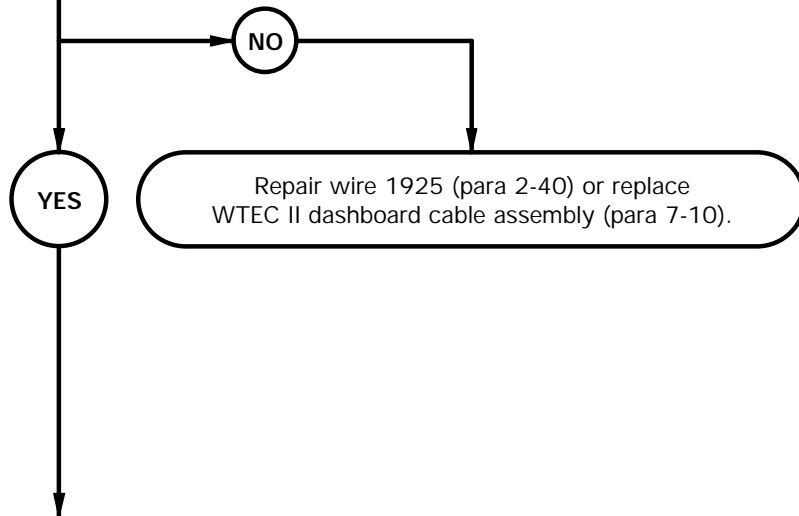 NO
YES
Repair wire 1925 (para 2-40) or replace
WTEC II dashboard cable assembly (para 7-10).